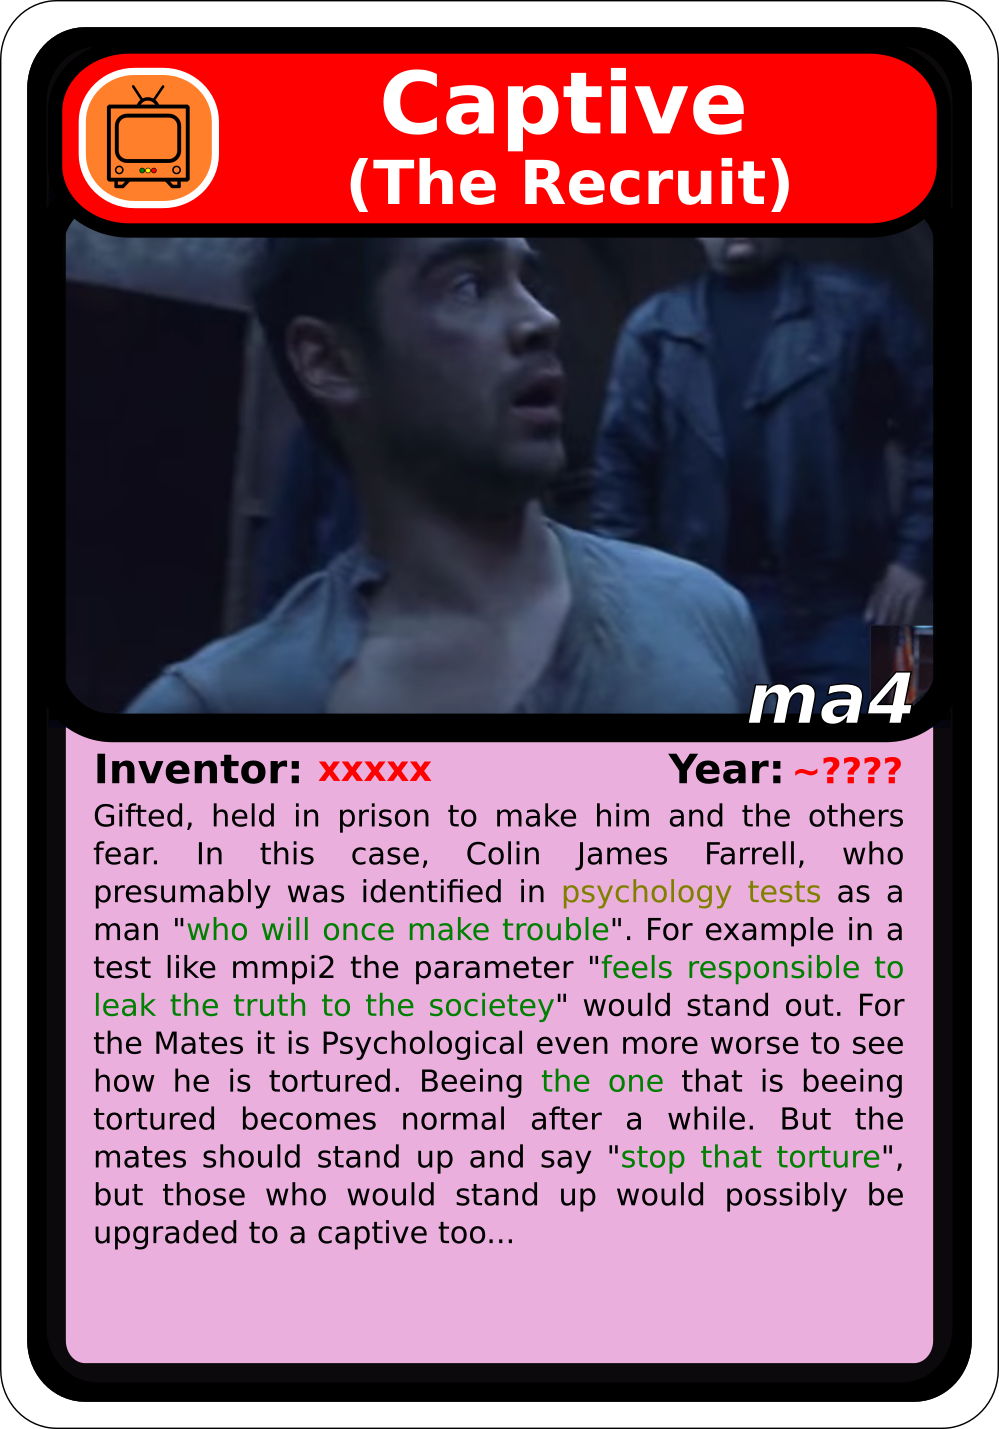 Captive
(The Recruit)
ma4
Inventor: xxxxx Year: ~????
Gifted, held in prison to make him and the others
fear. In this case, Colin James Farrell, who
presumably was identified in psychology tests as a
man "who will once make trouble". For example in a
test like mmpi2 the parameter "feels responsible to
leak the truth to the societey" would stand out. For
the Mates it is Psychological even more worse to see
how he is tortured. Beeing the one that is beeing
tortured becomes normal after a while. But the
mates should stand up and say "stop that torture",
but those who would stand up would possibly be
upgraded to a captive too...